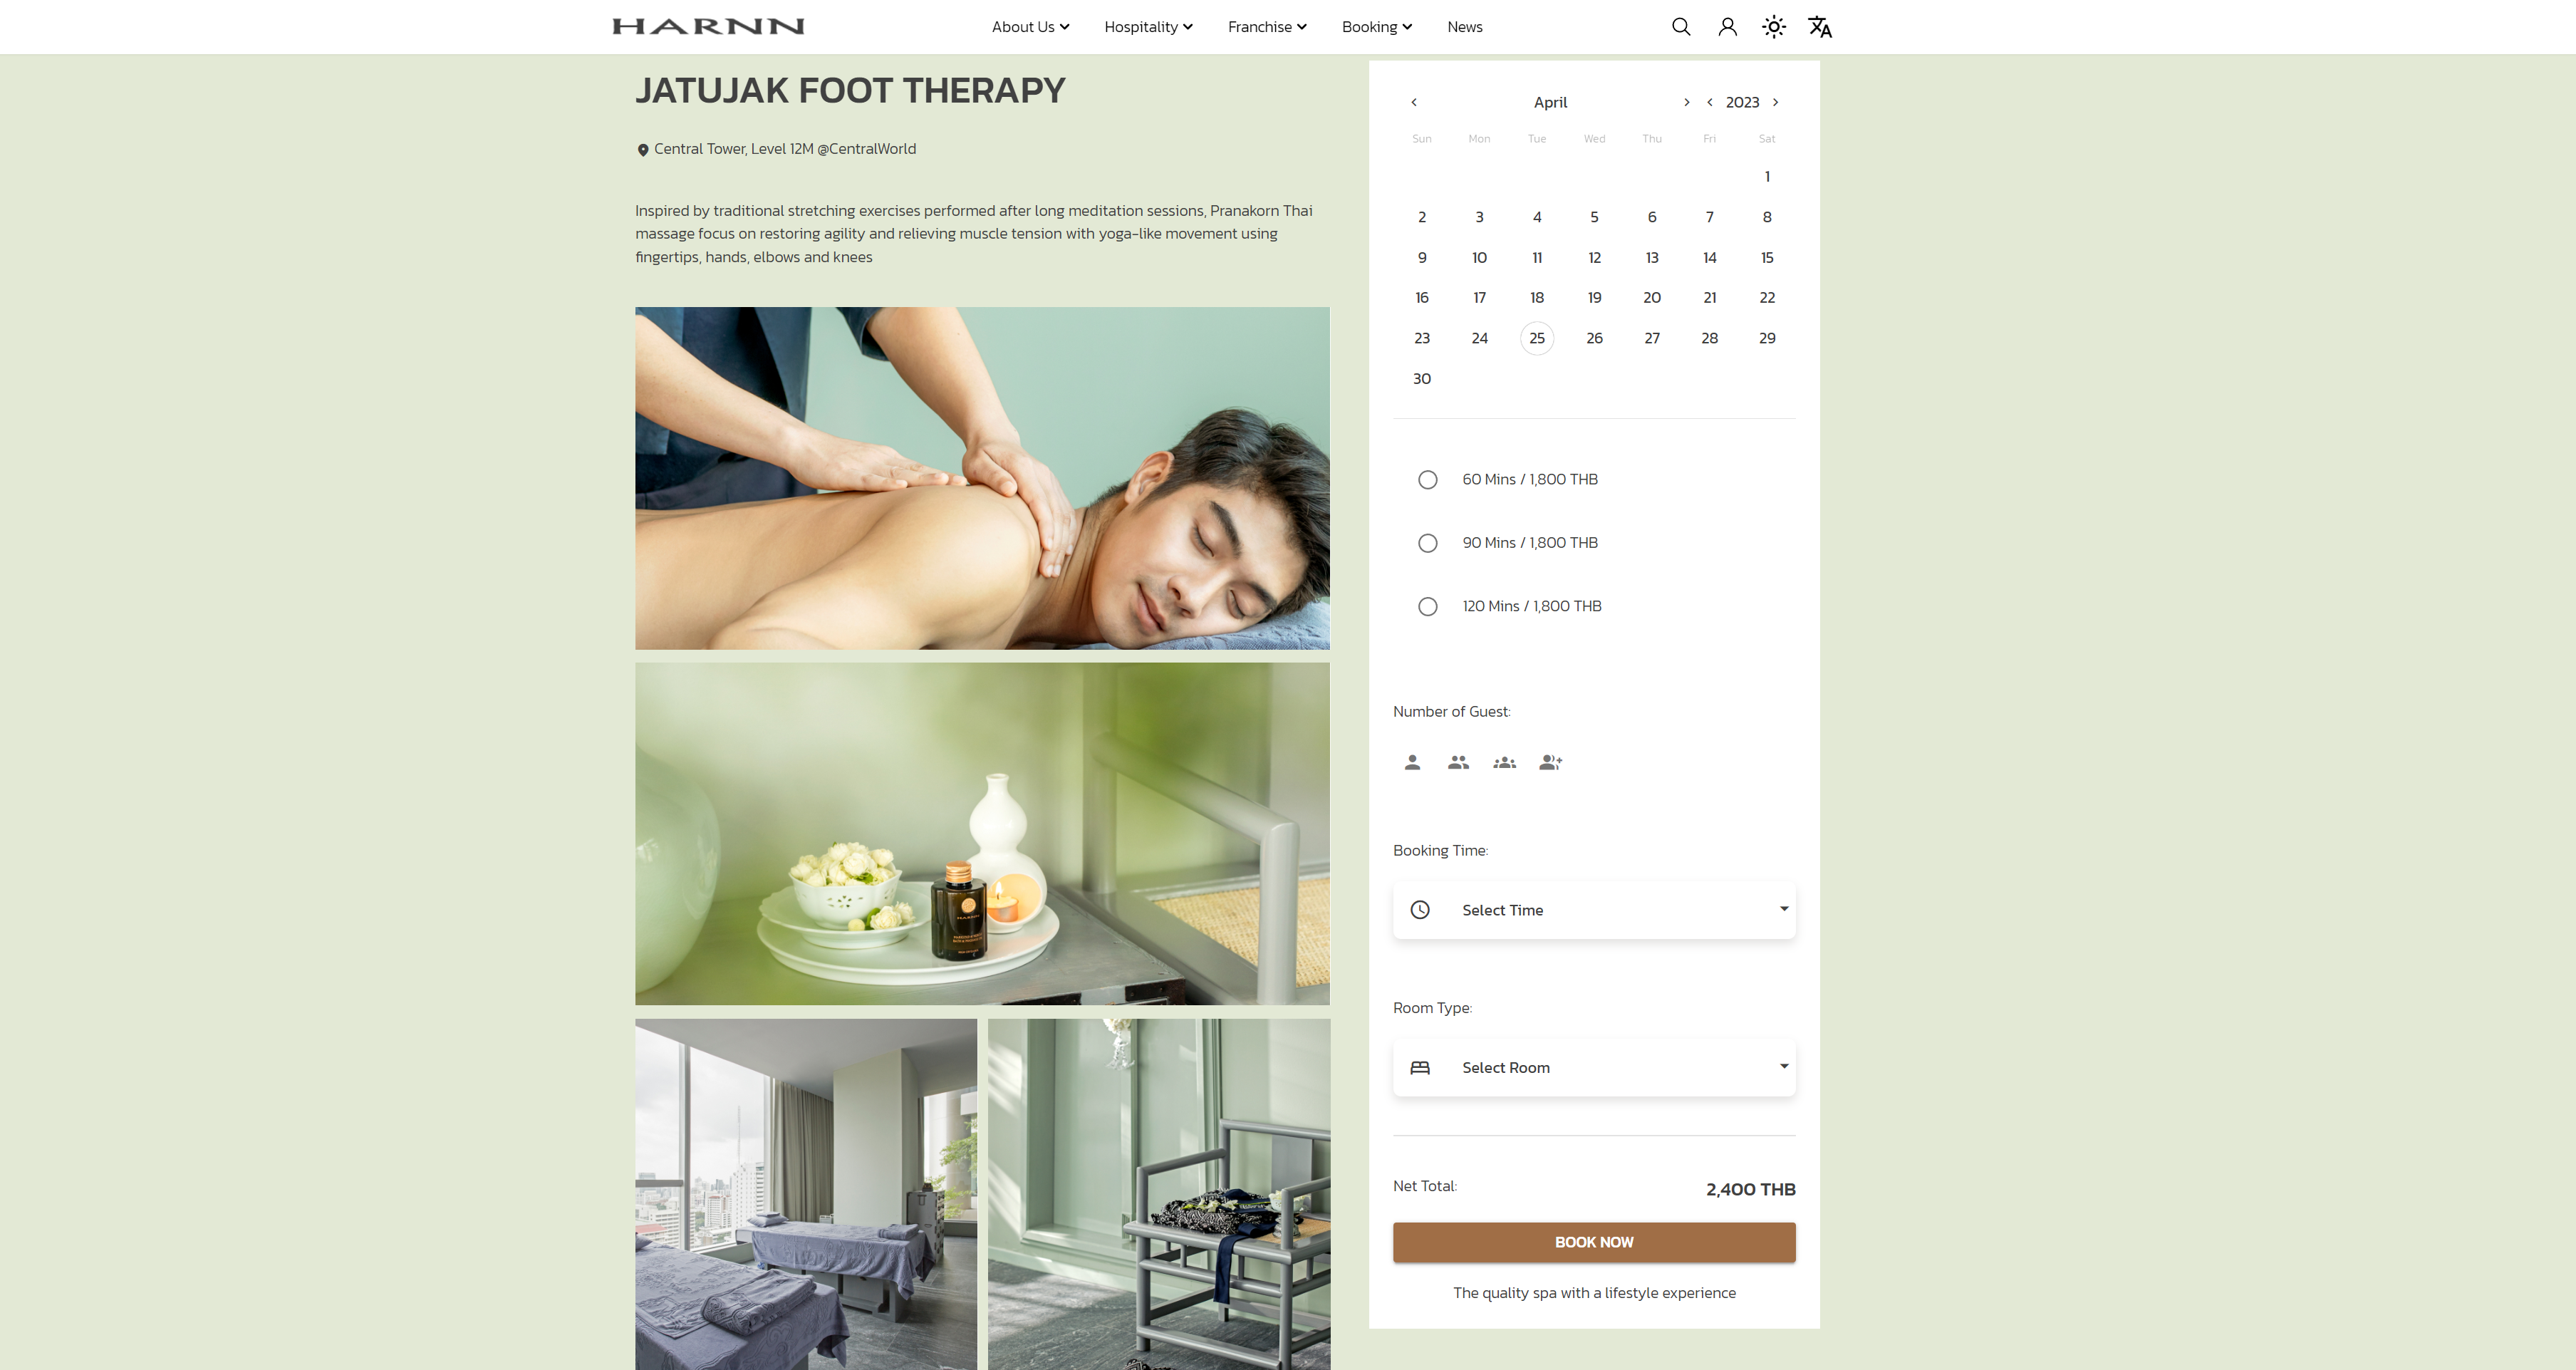 HARNN
About Us
Hospitality
Franchise
Booking
News
JATUJAK FOOT THERAPY
Central Tower, Level 12M @CentralWorld
Inspired by traditional stretching exercises performed after long meditation sessions, Pranakorn Thai
massage focus on restoring agility and relieving muscle tension with yoga-like movement using
fingertips, hands, elbows and knees
HARNN
April 2023
Sun Mon Tue Wed Thu Fri Sat
1
2 3 4 5 6 7 8
9 10 11 12 13 14 15
16 17 18 19 20 21 22
23 24 25 26 27 28 29
30
60 Mins / 1,800 THB
90 Mins / 1,800 THB
120 Mins / 1,800 THB
Number of Guest:
Booking Time:
Select Time
Room Type:
Select Room
Net Total: 2,400 THB
BOOK NOW
The quality spa with a lifestyle experience